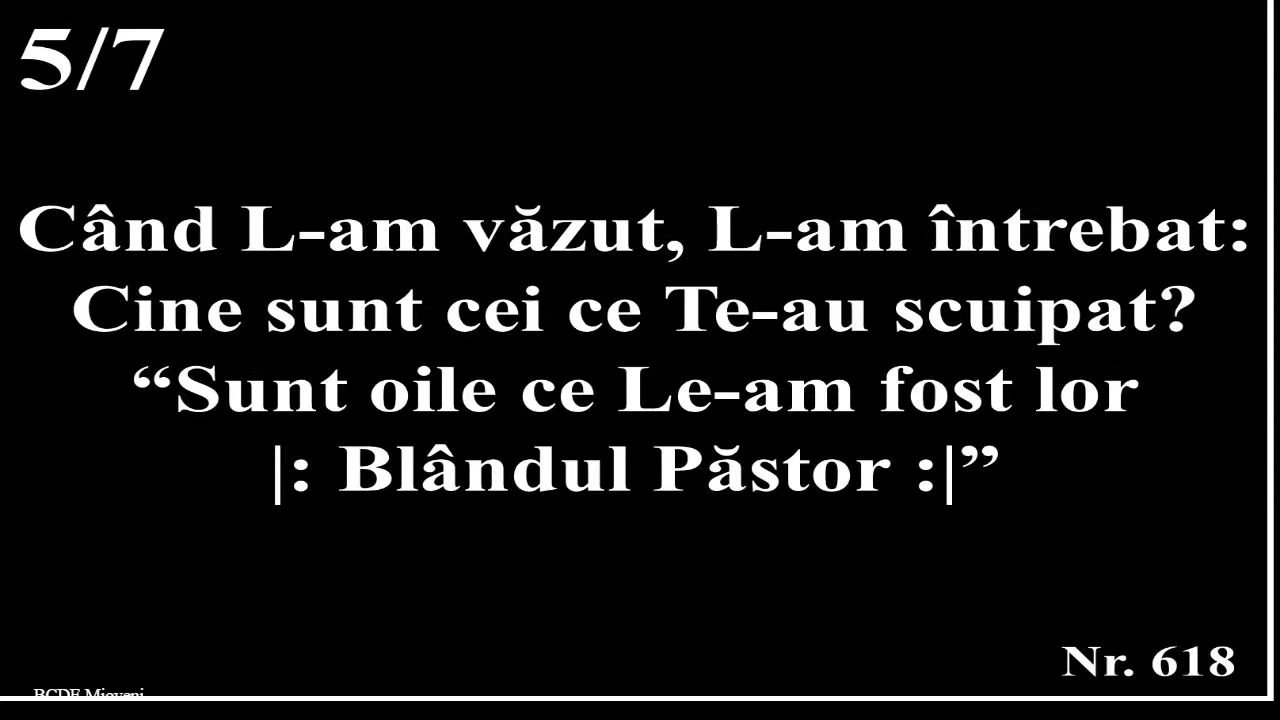 5/7
Când L-am văzut, L-am întrebat:
Cine sunt cei ce Te-au scuipat?
“Sunt oile ce Le-am fost lor
|: Blândul Păstor :|”
Nr. 618
Mioveni